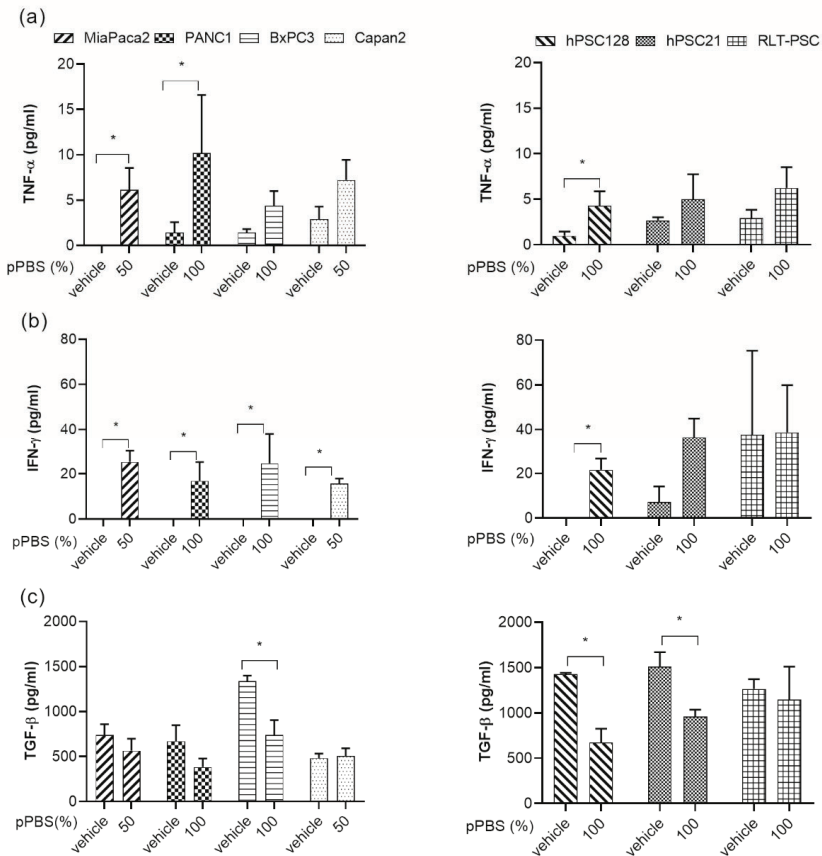 (a)
MiaPaca2 PANC1 BxPC3 Capan2
TNF-α (pg/ml)
20
15
10
5
0
* *
pPBS (%) vehicle 50 vehicle 100 vehicle 100 vehicle 50
hPSC128 hPSC21 RLT-PSC
TNF-α (pg/ml)
20
15
10
5
0
*
pPBS (%) vehicle 100 vehicle 100 vehicle 100
(b)
IFN-γ (pg/ml)
80
60
40
20
0
* * * *
pPBS (%) vehicle 50 vehicle 100 vehicle 100 vehicle 50
IFN-γ (pg/ml)
80
60
40
20
0
*
pPBS (%) vehicle 100 vehicle 100 vehicle 100
(c)
TGF-β (pg/ml)
2000
1500
1000
500
0
*
pPBS(%) vehicle 50 vehicle 100 vehicle 100 vehicle 50
TGF-β (pg/ml)
2000
1500
1000
500
0
* *
pPBS (%) vehicle 100 vehicle 100 vehicle 100